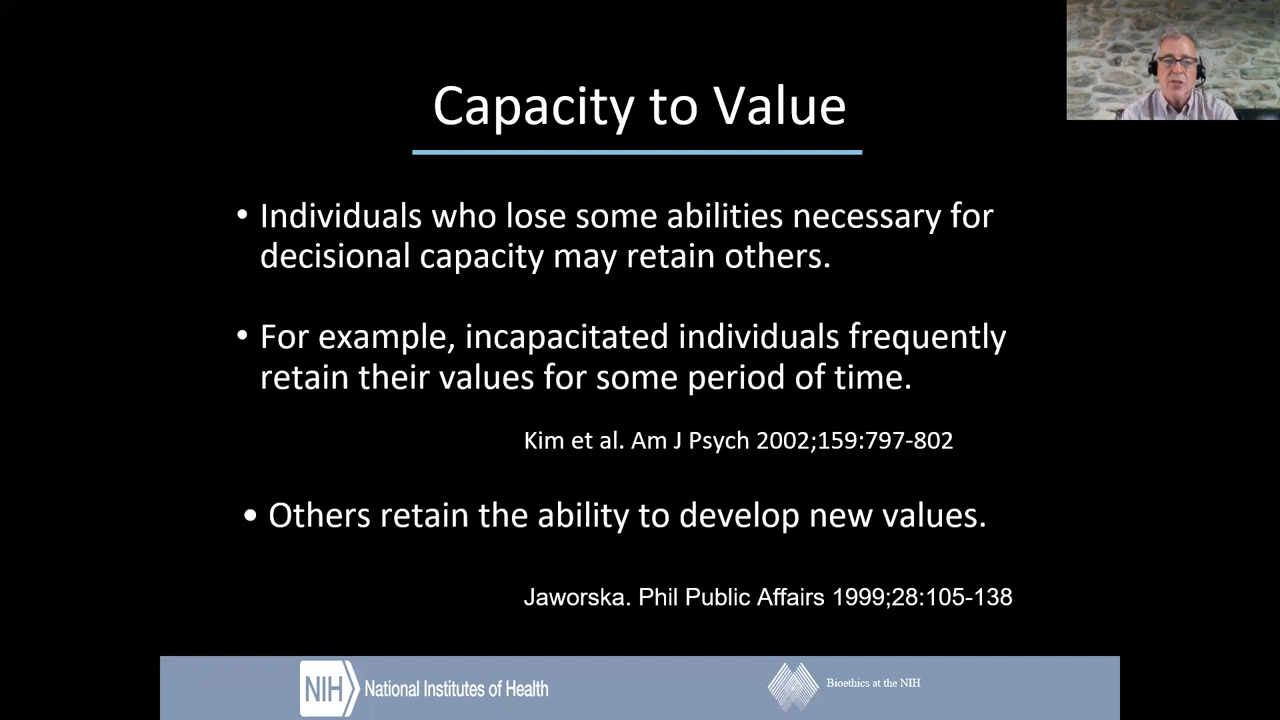 Capacity to Value
• Individuals who lose some abilities necessary for
decisional capacity may retain others.
• For example, incapacitated individuals frequently
retain their values for some period of time.
Kim et al. Am J Psych 2002;159:797-802
• Others retain the ability to develop new values.
Jaworska. Phil Public Affairs 1999;28:105-138
NIH National Institutes of Health
Bioethics at the NIH